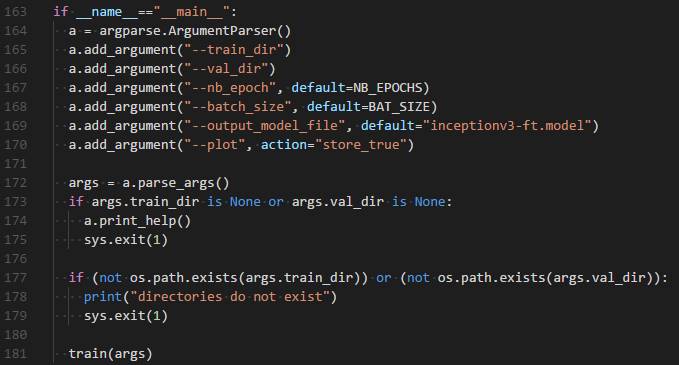 163 if __name__=="__main__":
164   a = argparse.ArgumentParser()
165   a.add_argument("--train_dir")
166   a.add_argument("--val_dir")
167   a.add_argument("--nb_epoch", default=NB_EPOCHS)
168   a.add_argument("--batch_size", default=BAT_SIZE)
169   a.add_argument("--output_model_file", default="inceptionv3-ft.model")
170   a.add_argument("--plot", action="store_true")
171
172   args = a.parse_args()
173   if args.train_dir is None or args.val_dir is None:
174     a.print_help()
175     sys.exit(1)
176
177   if (not os.path.exists(args.train_dir)) or (not os.path.exists(args.val_dir)):
178     print("directories do not exist")
179     sys.exit(1)
180
181   train(args)